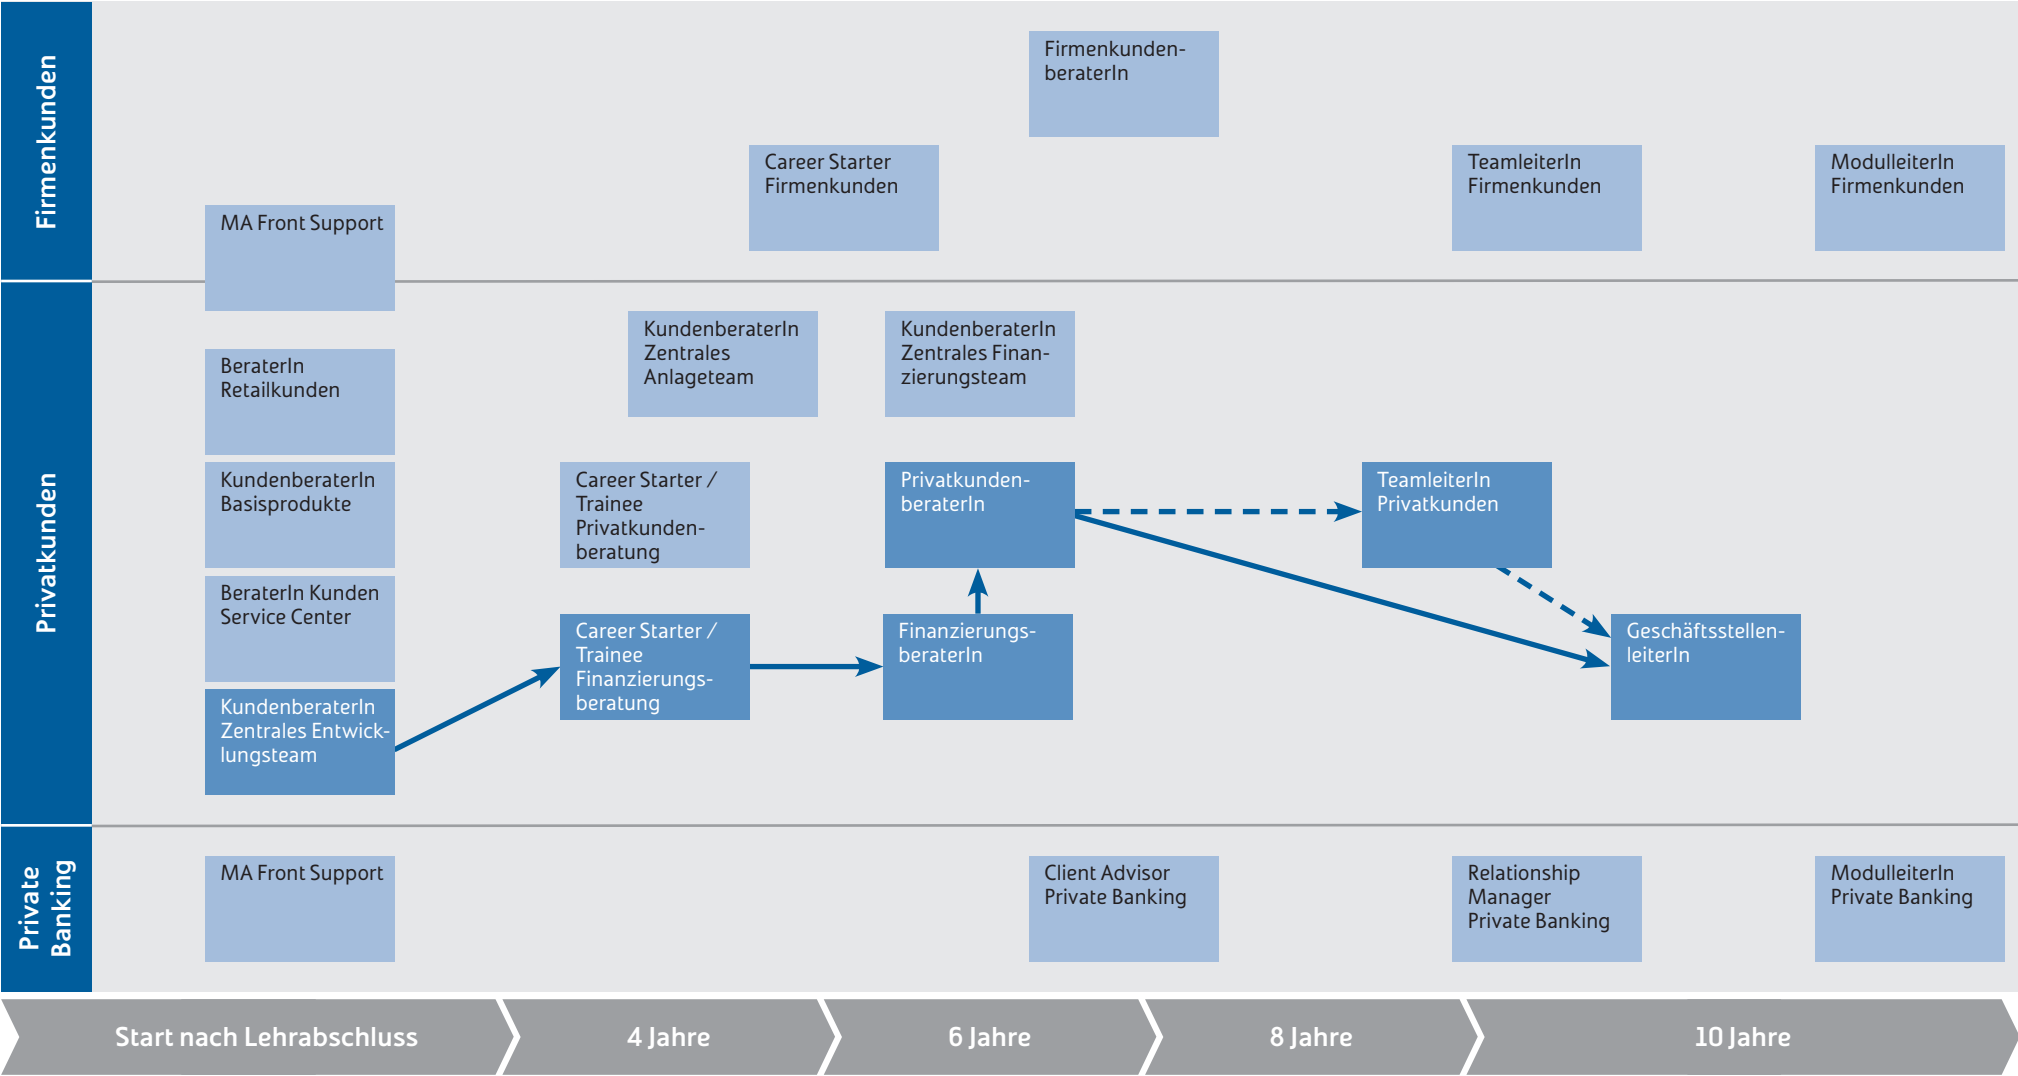 Firmenkunden
Firmenkunden-
beraterIn
Career Starter
Firmenkunden
TeamleiterIn
Firmenkunden
ModulleiterIn
Firmenkunden
MA Front Support
Privatkunden
KundenberaterIn
Zentrales
Anlageteam
KundenberaterIn
Zentrales Finan-
zierungsteam
BeraterIn
Retailkunden
KundenberaterIn
Basisprodukte
Career Starter /
Trainee
Privatkunden-
beratung
Privatkunden-
beraterIn
TeamleiterIn
Privatkunden
BeraterIn Kunden
Service Center
Career Starter /
Trainee
Finanzierungs-
beratung
Finanzierungs-
beraterIn
Geschäftsstellen-
leiterIn
KundenberaterIn
Zentrales Entwick-
lungsteam
Private
Banking
MA Front Support
Client Advisor
Private Banking
Relationship
Manager
Private Banking
ModulleiterIn
Private Banking
Start nach Lehrabschluss
4 Jahre
6 Jahre
8 Jahre
10 Jahre